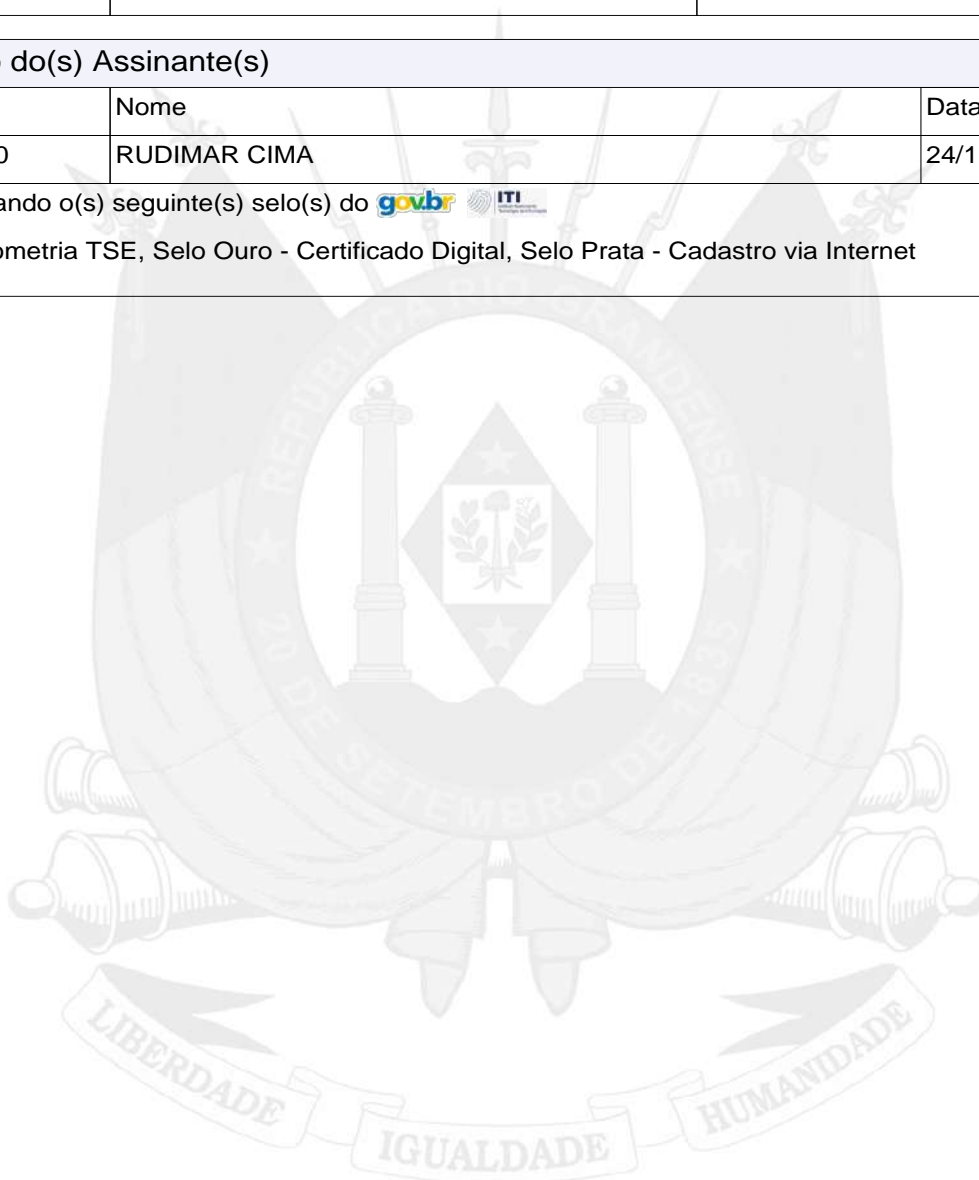 do(s) Assinante(s)
Nome Data
0 RUDIMAR CIMA 24/1
ando o(s) seguinte(s) selo(s) do gov.br ITI
ometria TSE, Selo Ouro - Certificado Digital, Selo Prata - Cadastro via Internet
REPÚBLICA RIO GRANDENSE
20 DE SETEMBRO DE 1835
LIBERDADE IGUALDADE HUMANIDADE